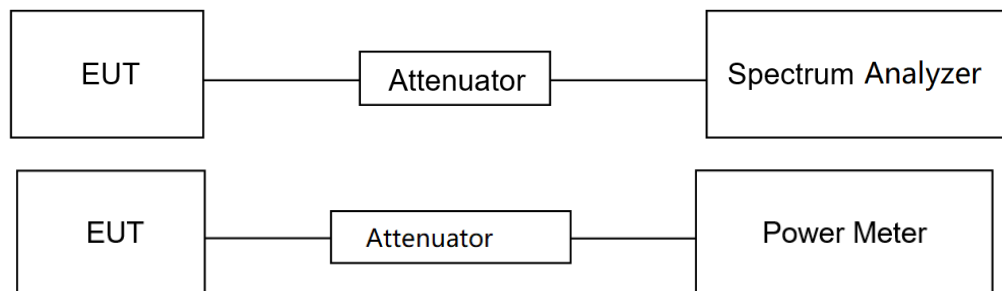 EUT
Attenuator
Spectrum Analyzer
EUT
Attenuator
Power Meter